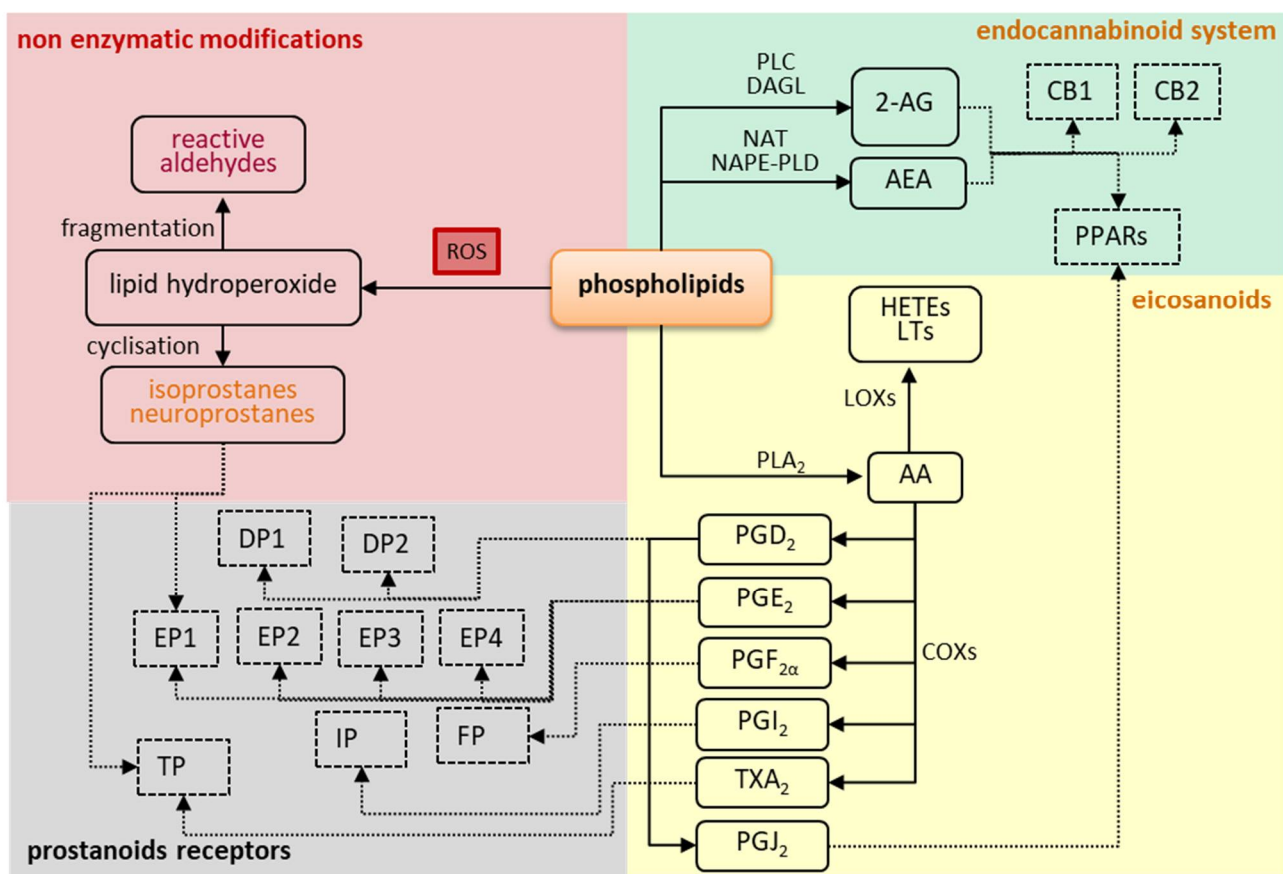 non enzymatic modifications
reactive
aldehydes
fragmentation
ROS
lipid hydroperoxide
cyclisation
isoprostanes
neuroprostanes
phospholipids
endocannabinoid system
PLC
DAGL
2-AG
CB1
CB2
NAT
NAPE-PLD
AEA
PPARs
eicosanoids
HETEs
LTs
LOXs
PLA₂
AA
PGD₂
PGE₂
PGF₂α
COXs
PGI₂
TXA₂
PGJ₂
DP1
DP2
EP1
EP2
EP3
EP4
IP
FP
TP
prostanoids receptors